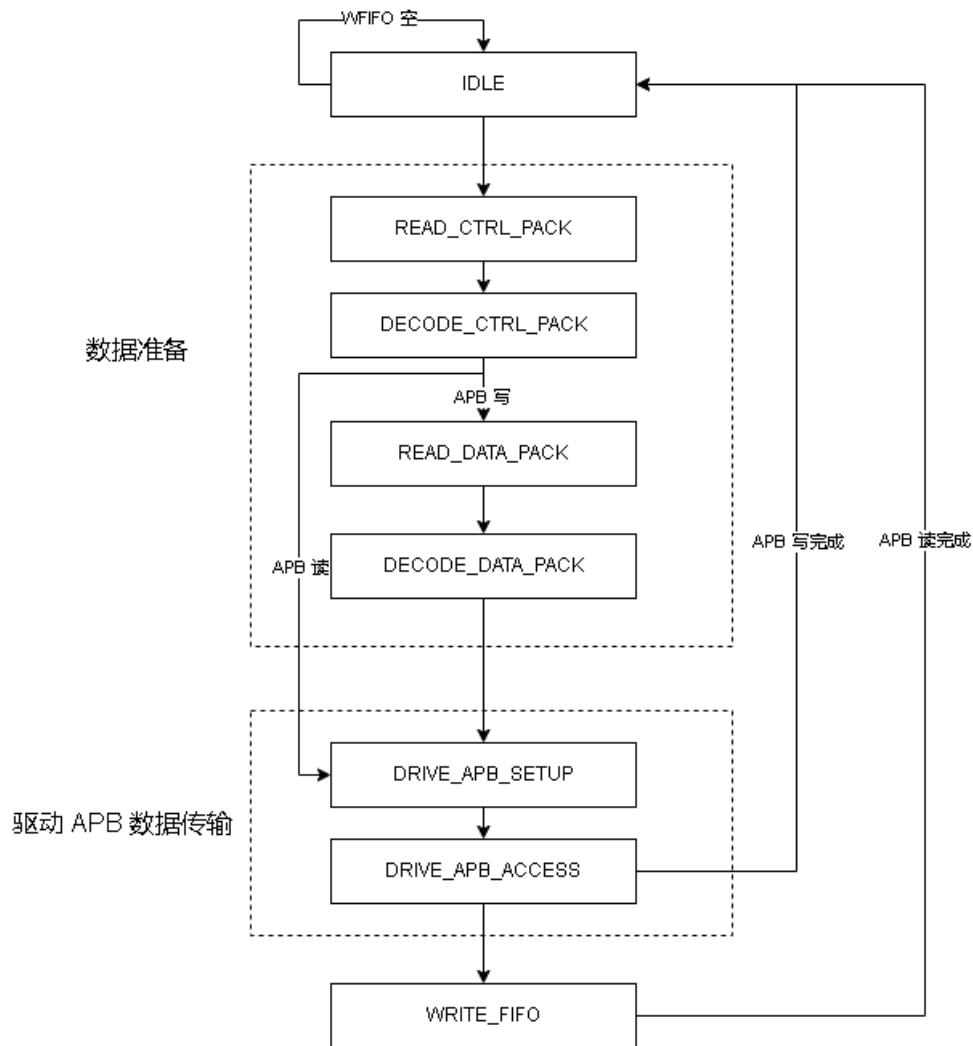 WFIFO 空
IDLE
READ_CTRL_PACK
DECODE_CTRL_PACK
数据准备
APB 写
READ_DATA_PACK
APB 写完成
APB 读完成
APB 读
DECODE_DATA_PACK
DRIVE_APB_SETUP
驱动 APB 数据传输
DRIVE_APB_ACCESS
WRITE_FIFO